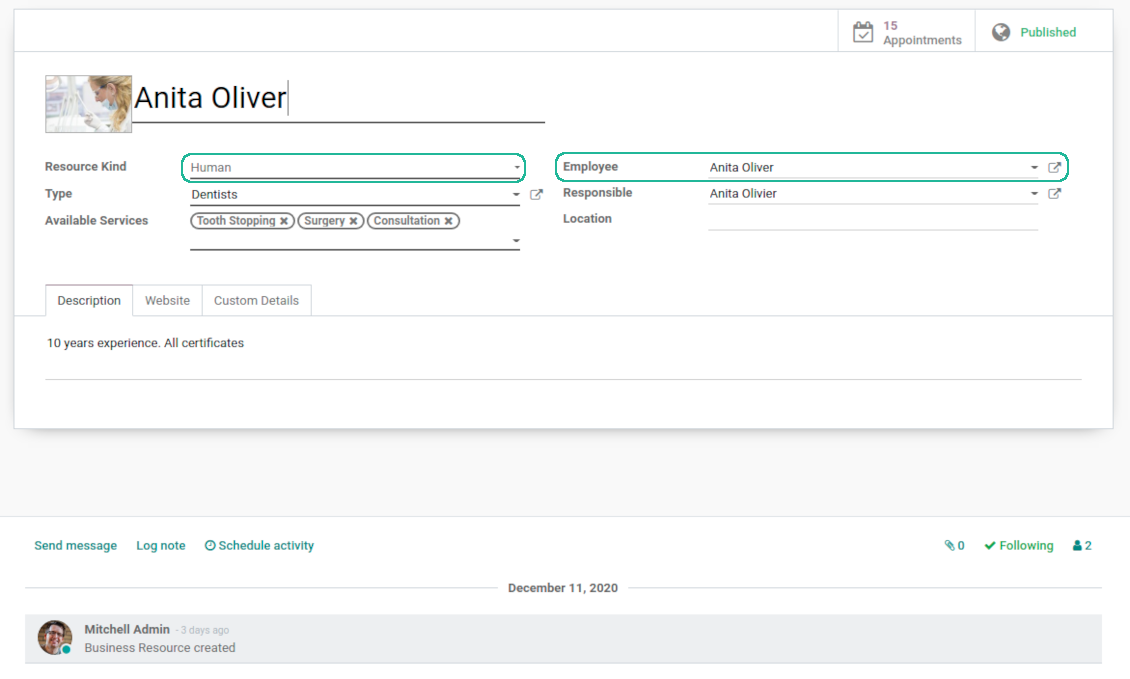 15
Appointments
Published
Anita Oliver
Resource Kind Human
Employee Anita Oliver
Type Dentists
Responsible Anita Olivier
Available Services Tooth Stopping ✖ Surgery ✖ Consultation ✖
Location
Description Website Custom Details
10 years experience. All certificates
Send message Log note Schedule activity 0 Following 2
December 11, 2020
Mitchell Admin - 3 days ago
Business Resource created